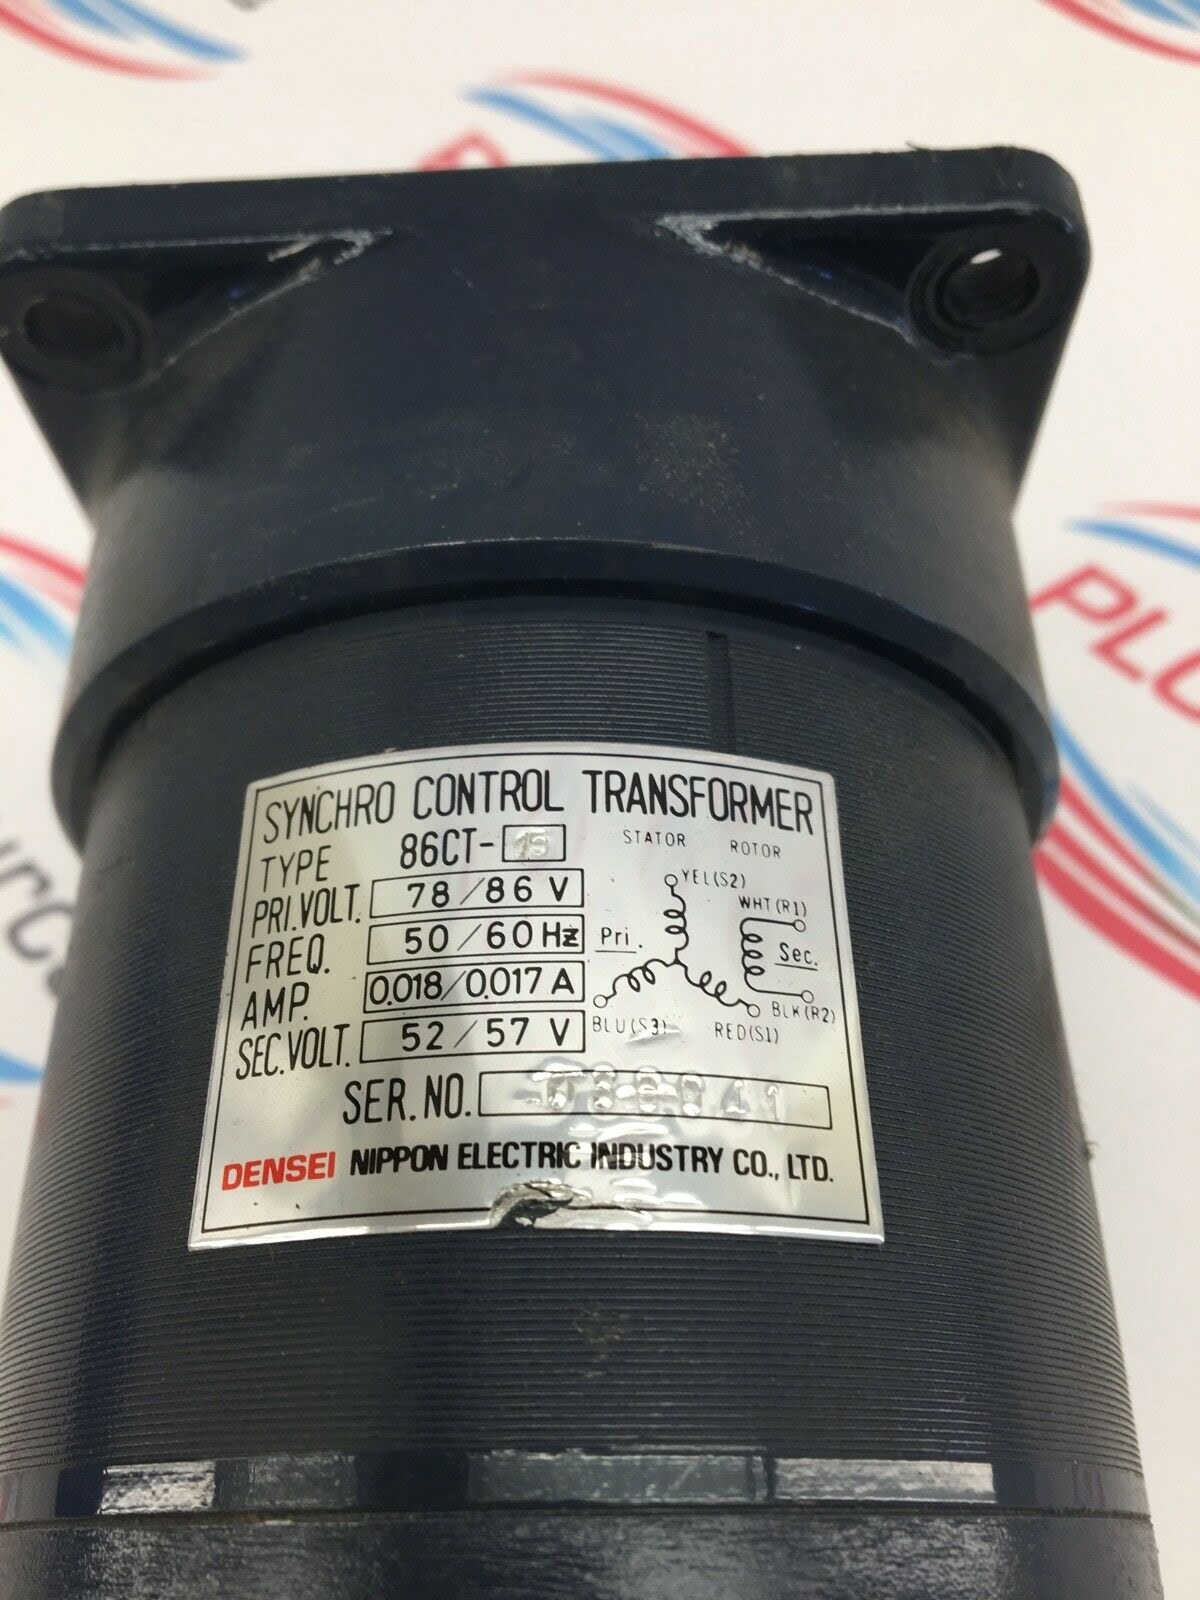 SYNCHRO CONTROL TRANSFORMER
TYPE 86CT-
PRI.VOLT. 78/86 V
FREQ. 50/60 Hz
AMP. 0.018/0.017 A
SEC.VOLT. 52/57 V
STATOR ROTOR
YEL(S2)
WHT(R1)
Pri. Sec.
BLK(R2)
BLU(S3) RED(S1)
SER.NO.
DENSEI NIPPON ELECTRIC INDUSTRY CO., LTD.